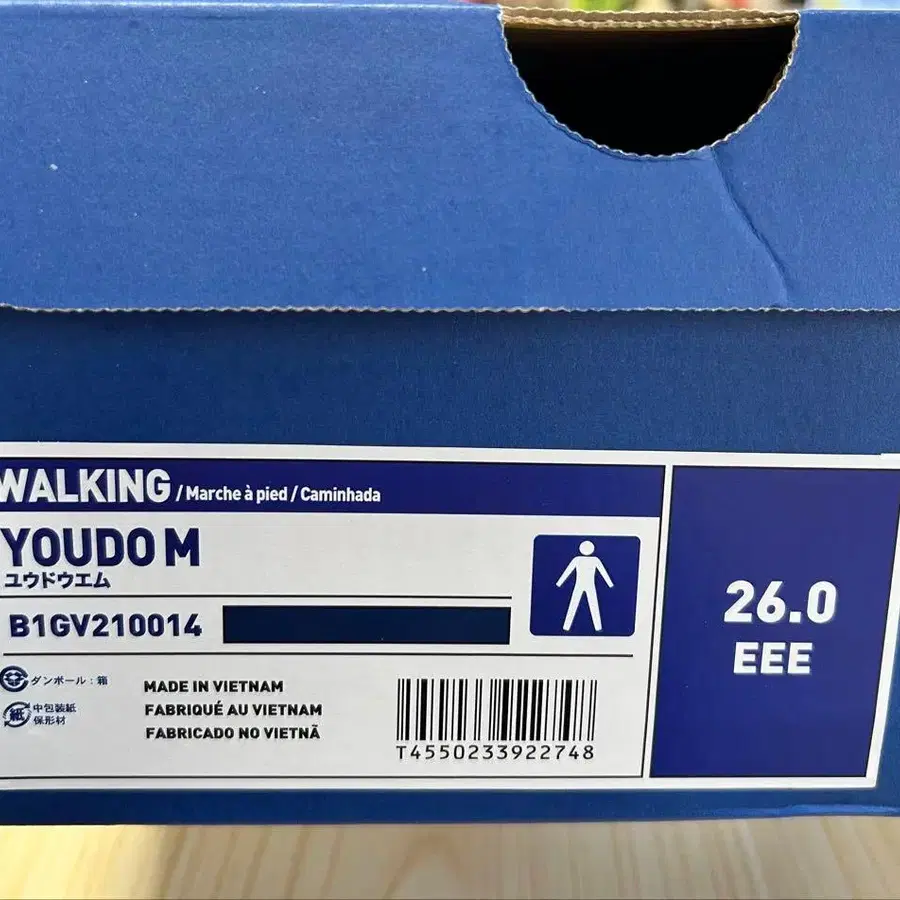 WALKING / Marche à pied / Caminhada
YOUDO M
ユウドウエム
B1GV210014
26.0
EEE
ダンボール：箱
紙 中包装紙
保形材
MADE IN VIETNAM
FABRIQUÉ AU VIETNAM
FABRICADO NO VIETNÃ
T4550233922748